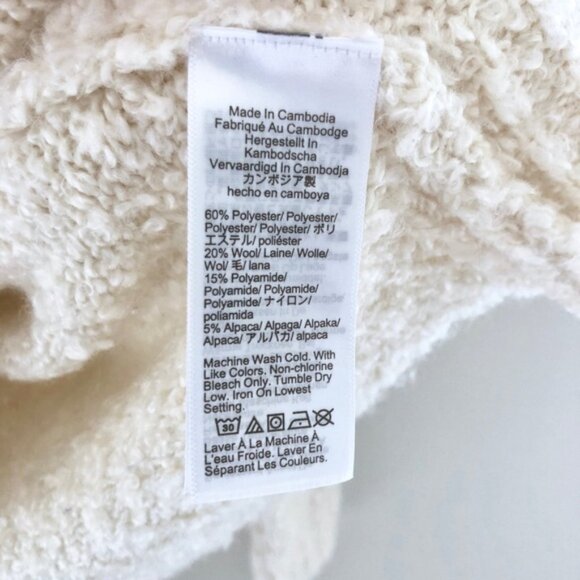 Made In Cambodia
Fabriqué Au Cambodge
Hergestellt In
Kambodscha
Vervaardigd In Cambodja
カンボジア製
hecho en camboya
60% Polyester/ Polyester/
Polyester/ Polyester/ ポリ
エステル/ poliéster
20% Wool/ Laine/ Wolle/
Wol/ 毛/ lana
15% Polyamide/
Polyamide/ Polyamide/
Polyamide/ ナイロン/
poliamida
5% Alpaca/ Alpaga/ Alpaka/
Alpaca/ アルパカ/ alpaca
Machine Wash Cold. With
Like Colors. Non-chlorine
Bleach Only. Tumble Dry
Low. Iron On Lowest
Setting.
30
Laver À La Machine À
L'eau Froide. Laver En
Séparant Les Couleurs.